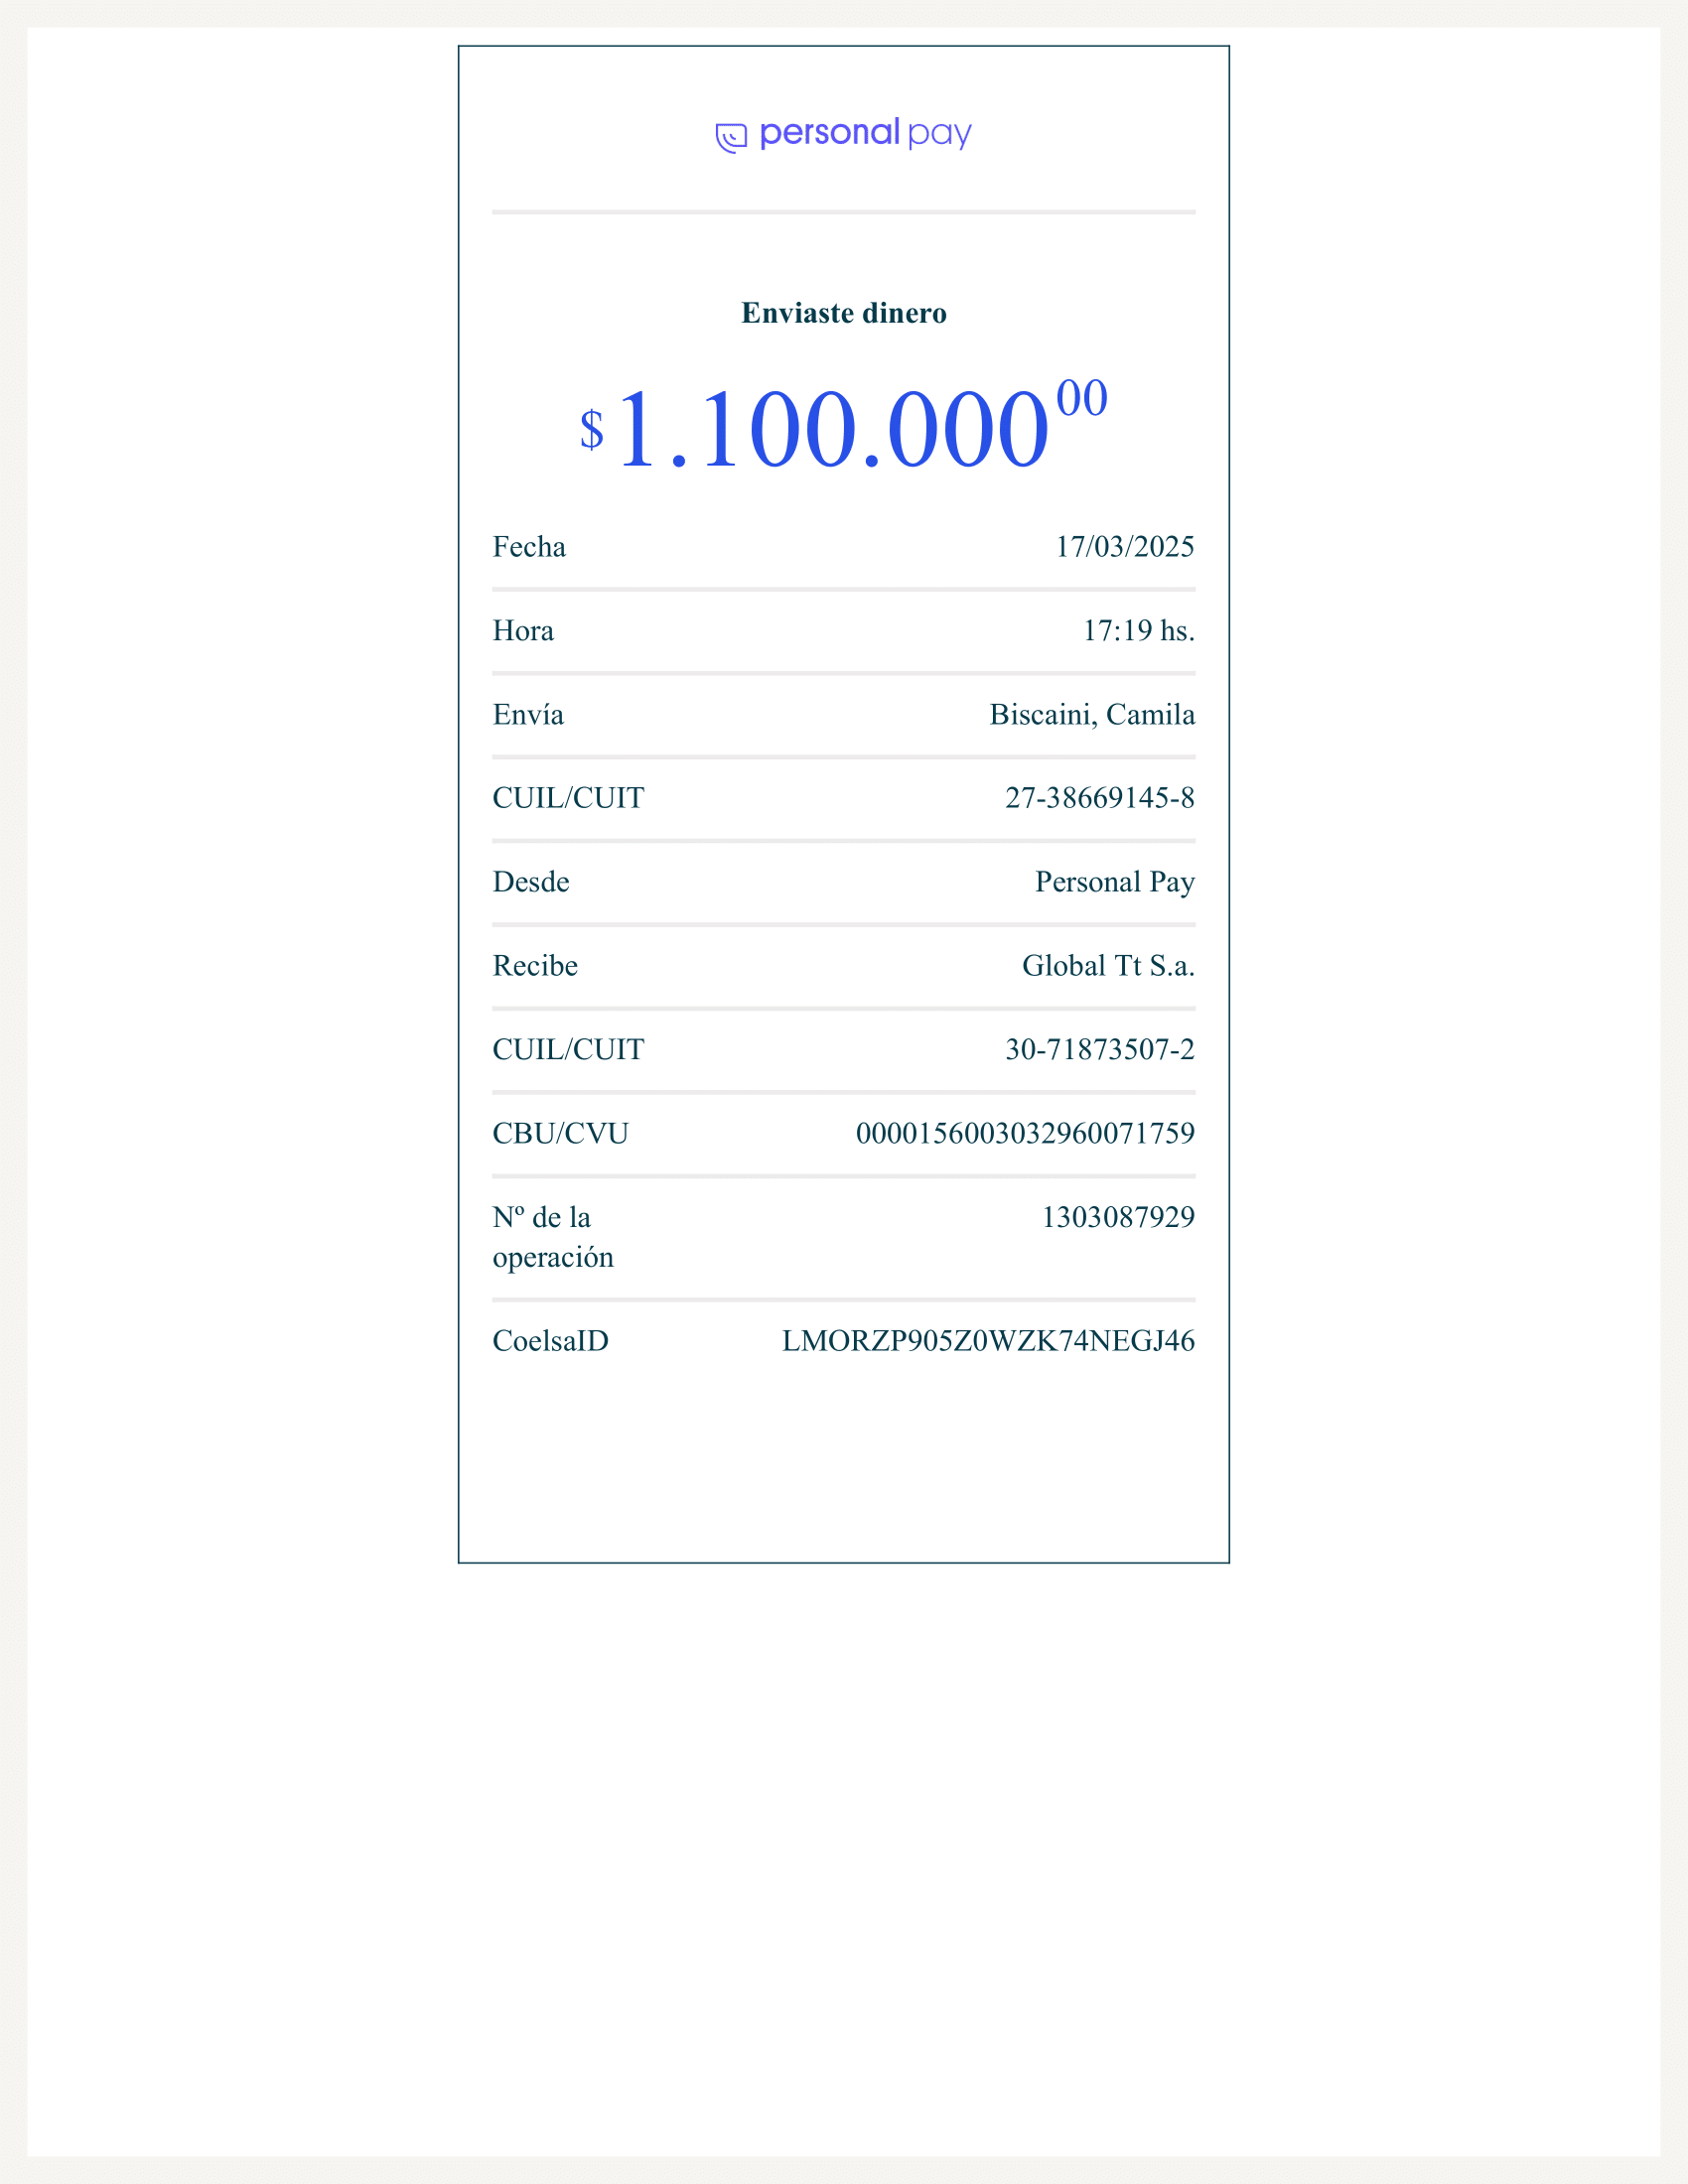 personal pay
Enviaste dinero
$1.100.000 00
Fecha 17/03/2025
Hora 17:19 hs.
Envía Biscaini, Camila
CUIL/CUIT 27-38669145-8
Desde Personal Pay
Recibe Global Tt S.a.
CUIL/CUIT 30-71873507-2
CBU/CVU 0000156003032960071759
Nº de la 1303087929
operación
CoelsaID LMORZP905Z0WZK74NEGJ46